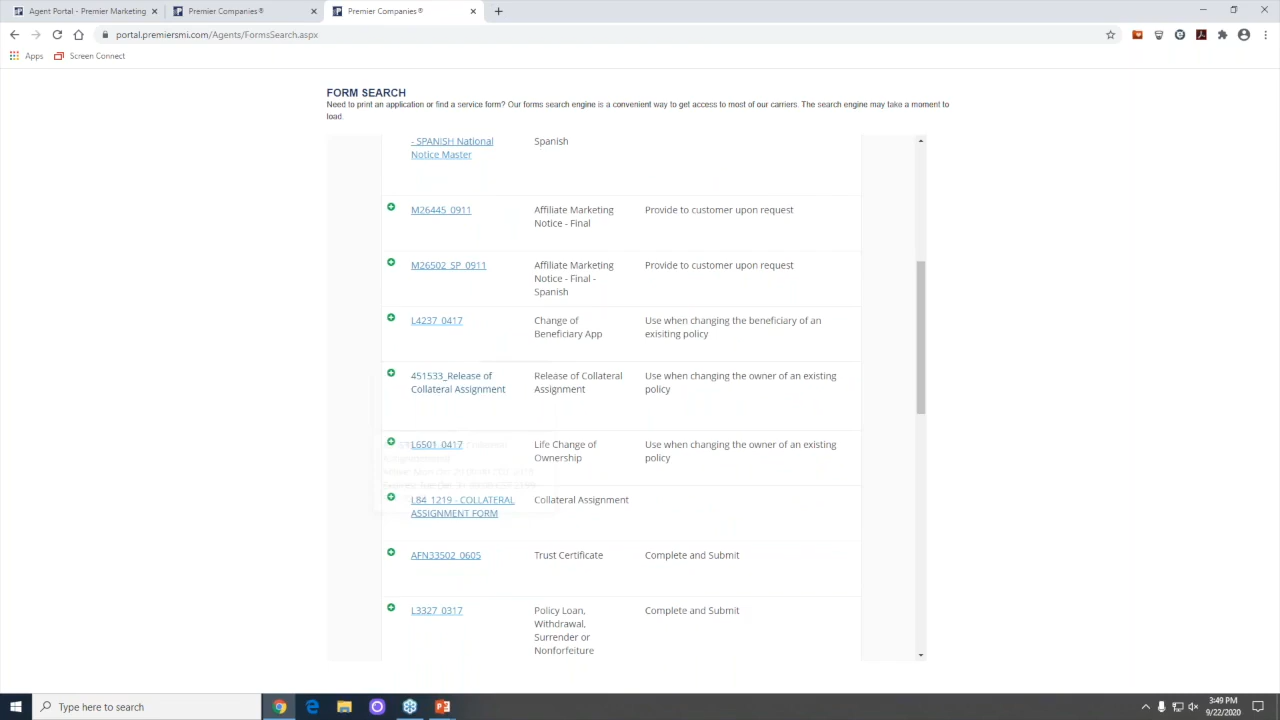 Agent Portal - Premier Marketing
Premier Companies®
Premier Companies®
portal.premiersmi.com/Agents/FormsSearch.aspx
Apps
Screen Connect
FORM SEARCH
Need to print an application or find a service form? Our forms search engine is a convenient way to get access to most of our carriers. The search engine may take a moment to
load.
- SPANISH National
Notice Master
Spanish
M26445_0911
Affiliate Marketing
Notice - Final
Provide to customer upon request
M26502_SP_0911
Affiliate Marketing
Notice - Final -
Spanish
Provide to customer upon request
L4237_0417
Change of
Beneficiary App
Use when changing the beneficiary of an
exisiting policy
451533_Release of
Collateral Assignment
Release of Collateral
Assignment
Use when changing the owner of an existing
policy
L6501_0417
Life Change of
Ownership
Use when changing the owner of an existing
policy
L84_1219 - COLLATERAL
ASSIGNMENT FORM
Collateral Assignment
AFN33502_0605
Trust Certificate
Complete and Submit
L3327_0317
Policy Loan,
Withdrawal,
Surrender or
Nonforfeiture
Complete and Submit
Type here to search
3:49 PM
9/22/2020